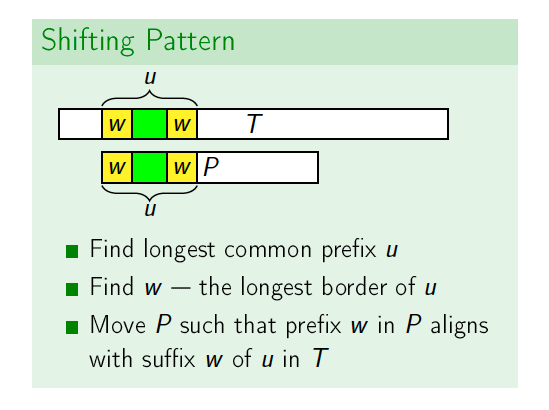 Shifting Pattern
u
w w T
w w P
u
Find longest common prefix u
Find w — the longest border of u
Move P such that prefix w in P aligns
with suffix w of u in T